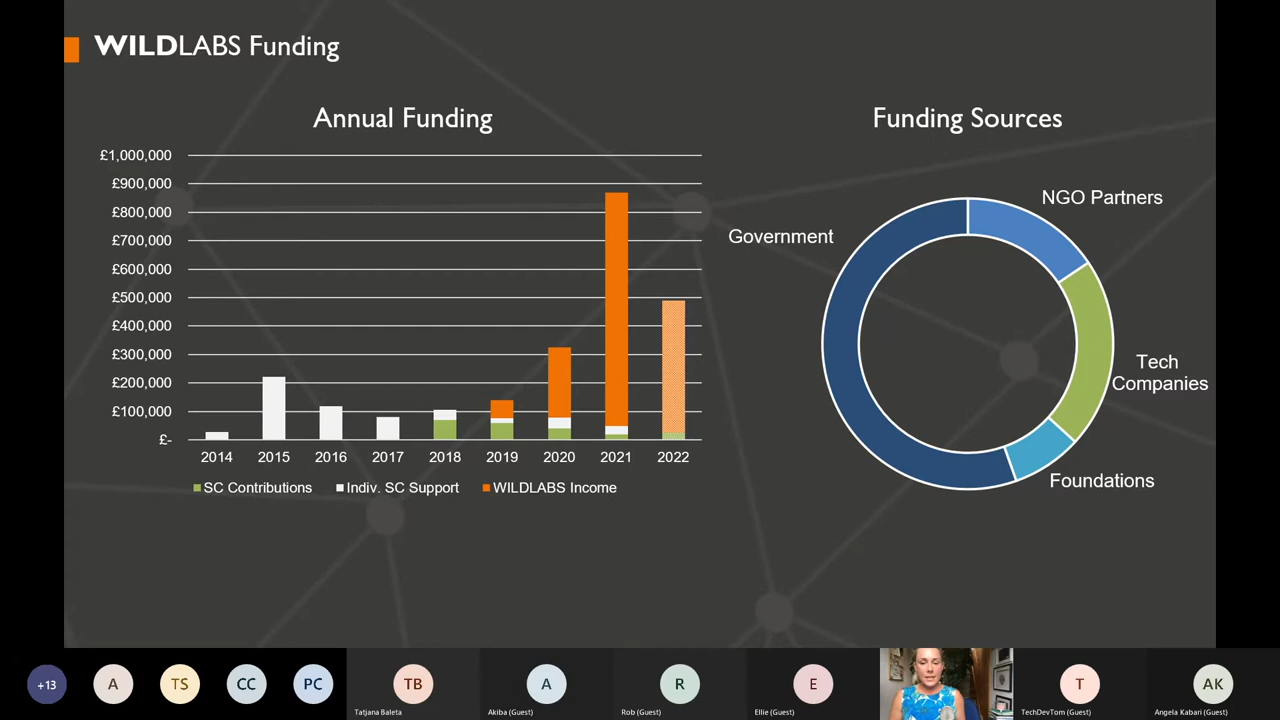 WILDLABS Funding
Annual Funding
£1,000,000
£900,000
£800,000
£700,000
£600,000
£500,000
£400,000
£300,000
£200,000
£100,000
£-
2014 2015 2016 2017 2018 2019 2020 2021 2022
SC Contributions Indiv. SC Support WILDLABS Income
Funding Sources
NGO Partners
Government
Tech
Companies
Foundations
+13 A TS CC PC TB A R E T AK
Tatjana Baleta Akiba (Guest) Rob (Guest) Ellie (Guest) TechDevTom (Guest) Angela Kabari (Guest)